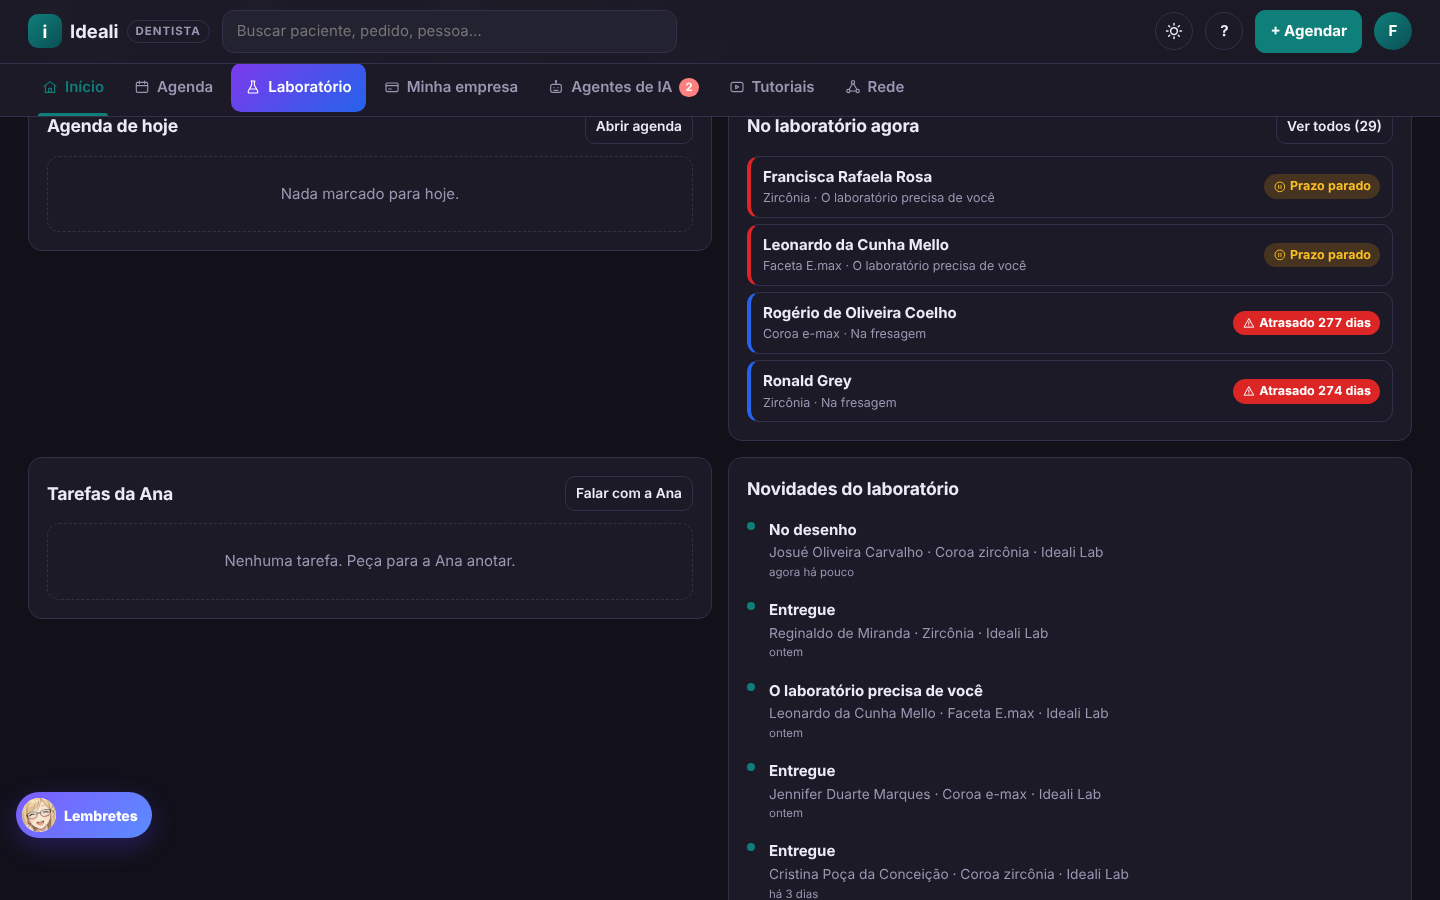 i Ideali DENTISTA
Buscar paciente, pedido, pessoa...
?
+ Agendar
F
Início
Agenda
Laboratório
Minha empresa
Agentes de IA 2
Tutoriais
Rede
Agenda de hoje
Abrir agenda
Nada marcado para hoje.
No laboratório agora
Ver todos (29)
Francisca Rafaela Rosa
Zircônia · O laboratório precisa de você
Prazo parado
Leonardo da Cunha Mello
Faceta E.max · O laboratório precisa de você
Prazo parado
Rogério de Oliveira Coelho
Coroa e-max · Na fresagem
Atrasado 277 dias
Ronald Grey
Zircônia · Na fresagem
Atrasado 274 dias
Tarefas da Ana
Falar com a Ana
Nenhuma tarefa. Peça para a Ana anotar.
Novidades do laboratório
No desenho
Josué Oliveira Carvalho · Coroa zircônia · Ideali Lab
agora há pouco
Entregue
Reginaldo de Miranda · Zircônia · Ideali Lab
ontem
O laboratório precisa de você
Leonardo da Cunha Mello · Faceta E.max · Ideali Lab
ontem
Entregue
Jennifer Duarte Marques · Coroa e-max · Ideali Lab
ontem
Entregue
Cristina Poça da Conceição · Coroa zircônia · Ideali Lab
há 3 dias
Lembretes